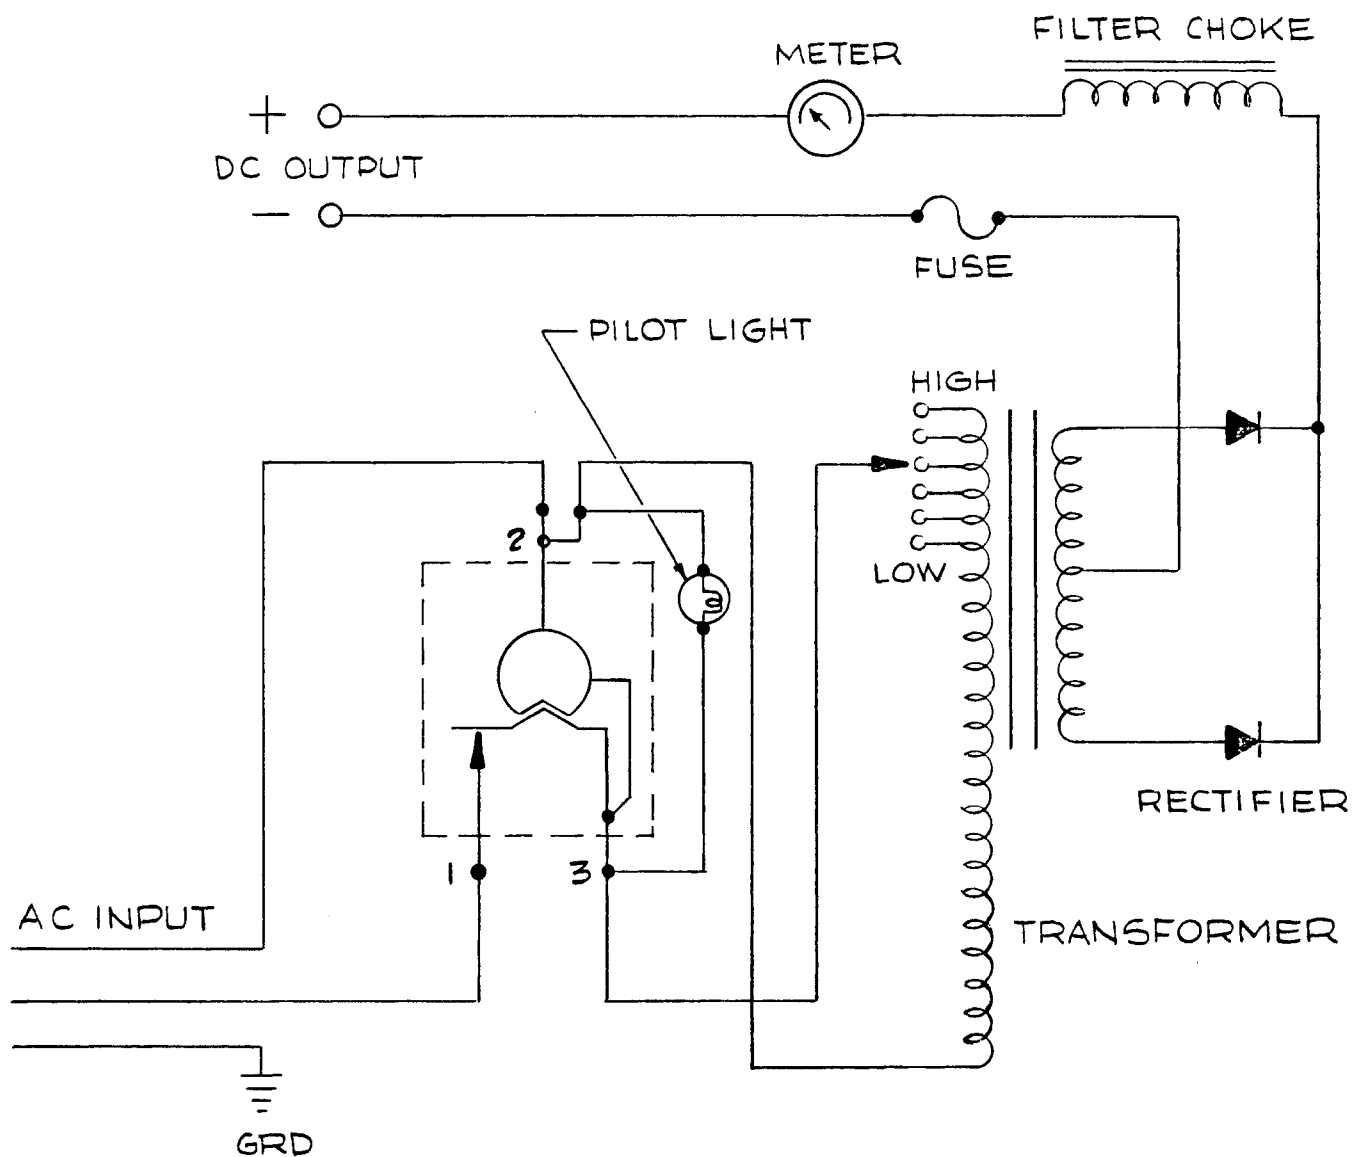 FILTER CHOKE
METER
+
DC OUTPUT
−
FUSE
PILOT LIGHT
HIGH
2
LOW
RECTIFIER
1
3
AC INPUT
TRANSFORMER
GRD